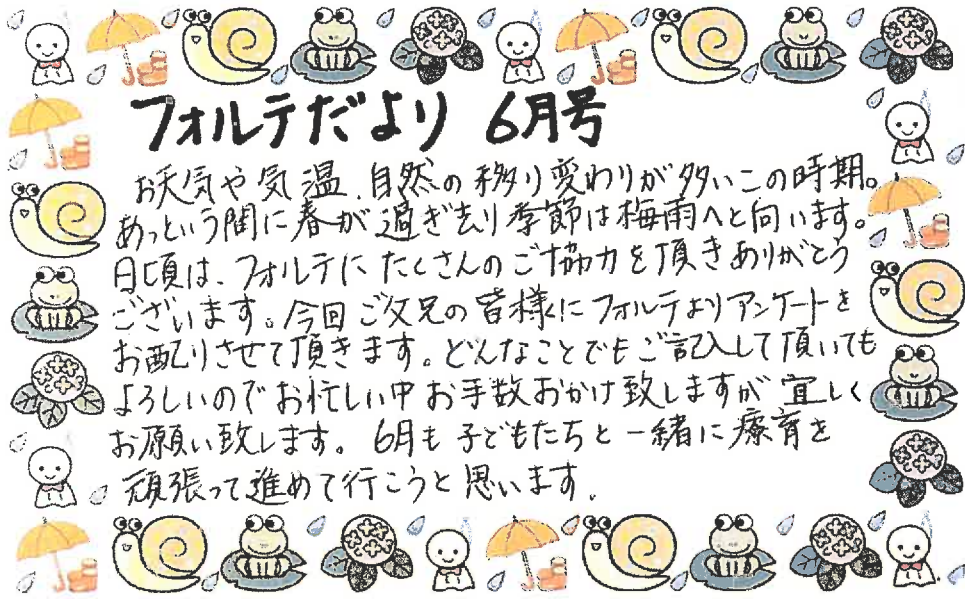 フォルテだより 6月号
お天気や気温、自然の移り変わりが多いこの時期。
あっという間に春が過ぎ去り季節は梅雨へと向います。
日頃は、フォルテにたくさんのご協力を頂きありがとう
ございます。今回ご父兄の皆様にフォルテよりアンケートを
お配りさせて頂きます。どんなことでもご記入して頂いても
よろしいのでお忙しい中お手数おかけ致しますが宜しく
お願い致します。6月も子どもたちと一緒に療育を
頑張って進めて行こうと思います.